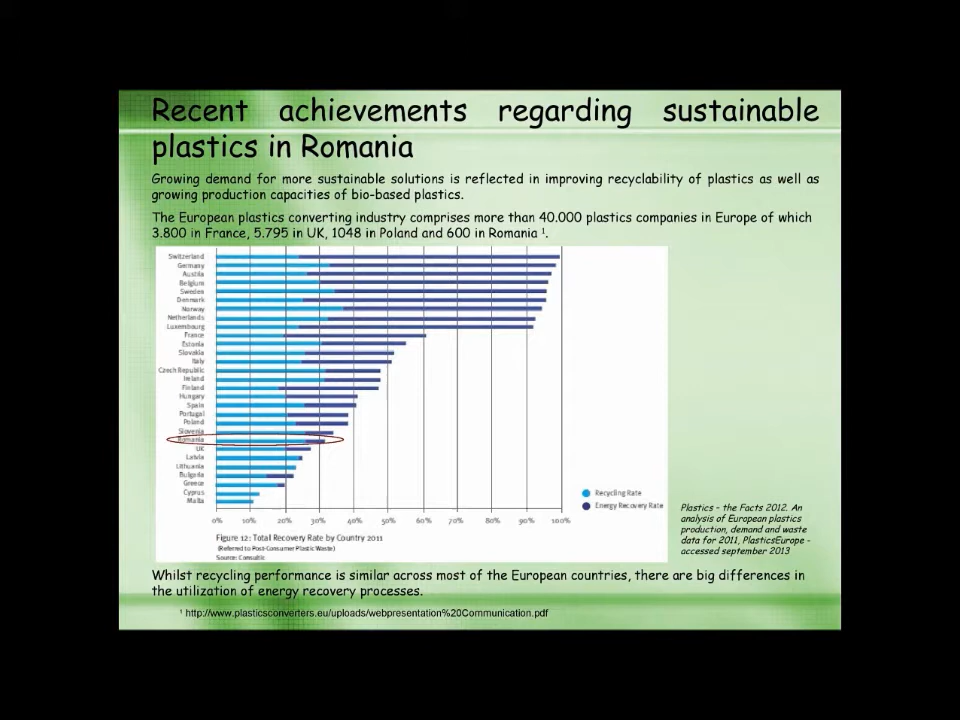 Recent achievements regarding sustainable
plastics in Romania
Growing demand for more sustainable solutions is reflected in improving recyclability of plastics as well as
growing production capacities of bio-based plastics.
The European plastics converting industry comprises more than 40.000 plastics companies in Europe of which
3.800 in France, 5.795 in UK, 1048 in Poland and 600 in Romania ¹.
Switzerland
Germany
Austria
Belgium
Sweden
Denmark
Norway
Netherlands
Luxembourg
France
Estonia
Slovakia
Italy
Czech Republic
Ireland
Finland
Hungary
Spain
Portugal
Poland
Slovenia
Romania
UK
Latvia
Lithuania
Bulgaria
Greece
Cyprus
Malta
0% 10% 20% 30% 40% 50% 60% 70% 80% 90% 100%
Recycling Rate
Energy Recovery Rate
Figure 12: Total Recovery Rate by Country 2011
(Referred to Post-Consumer Plastic Waste)
Source: Consultic
Plastics – the Facts 2012. An
analysis of European plastics
production, demand and waste
data for 2011, PlasticsEurope -
accessed september 2013
Whilst recycling performance is similar across most of the European countries, there are big differences in
the utilization of energy recovery processes.
¹ http://www.plasticsconverters.eu/uploads/webpresentation%20Communication.pdf